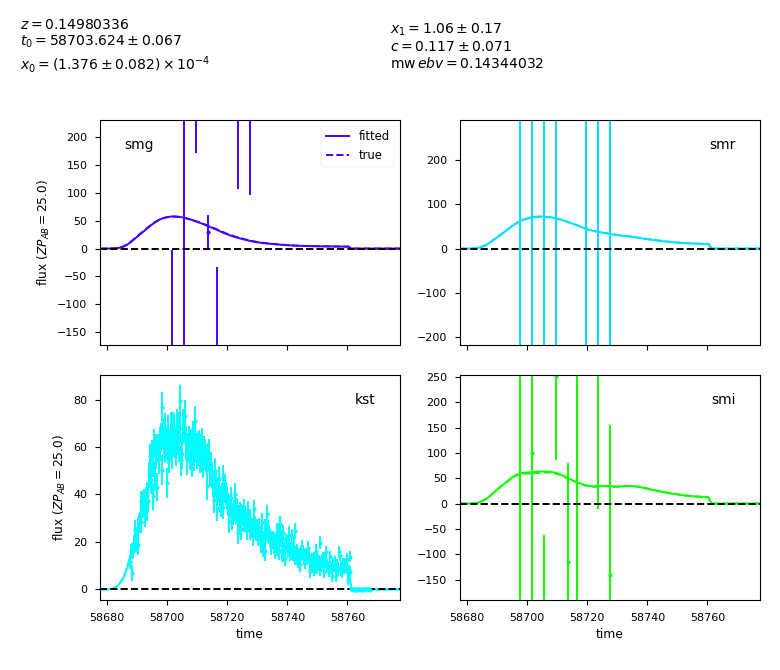 z = 0.14980336
t₀ = 58703.624 ± 0.067
x₀ = (1.376 ± 0.082) × 10⁻⁴
x₁ = 1.06 ± 0.17
c = 0.117 ± 0.071
mw ebv = 0.14344032
smg
fitted
true
200
150
100
50
0
−50
−100
−150
flux (ZP_AB = 25.0)
smr
200
100
0
−100
−200
kst
80
60
40
20
0
flux (ZP_AB = 25.0)
58680 58700 58720 58740 58760
time
smi
250
200
150
100
50
0
−50
−100
−150
58680 58700 58720 58740 58760
time